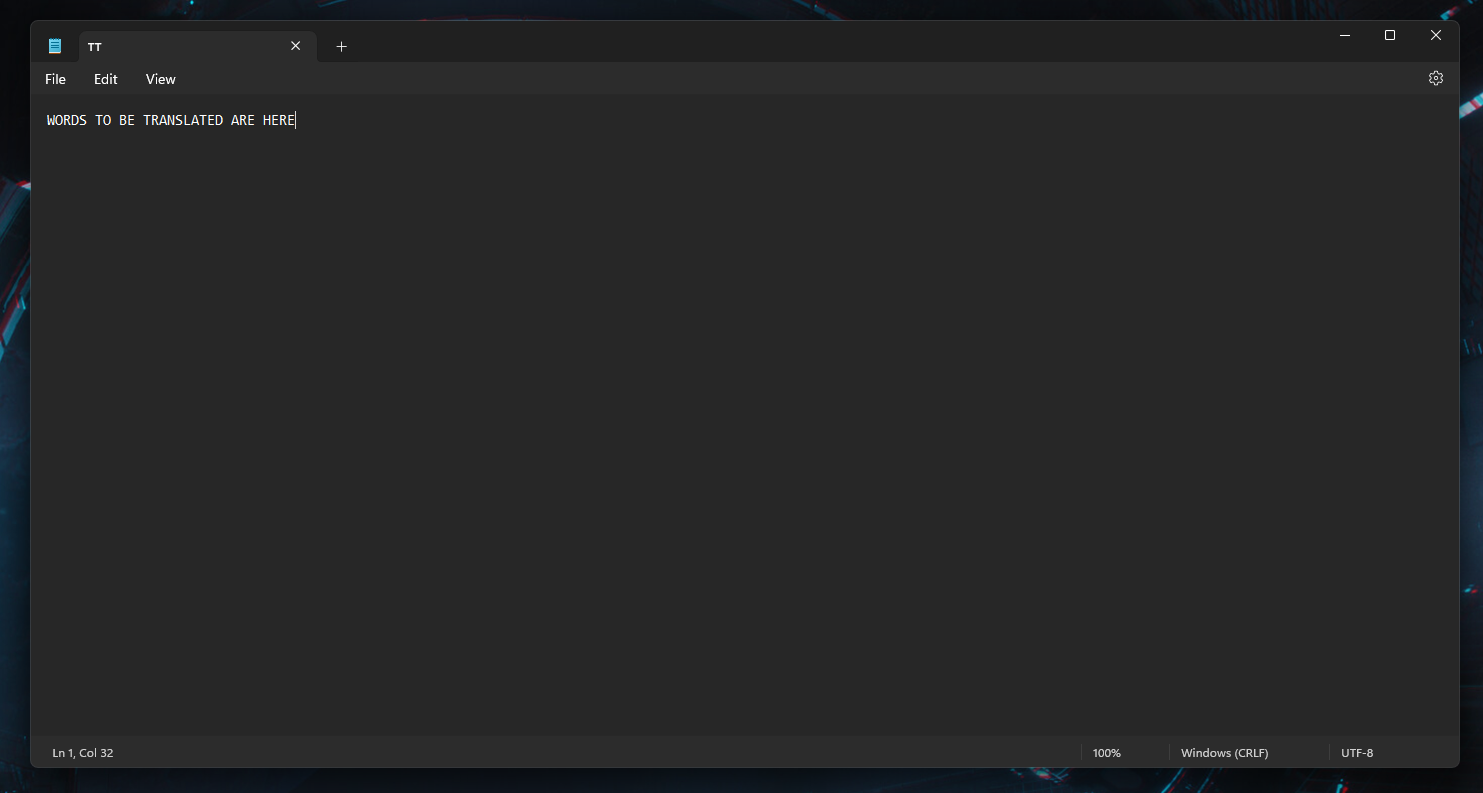 TT
File Edit View
WORDS TO BE TRANSLATED ARE HERE
Ln 1, Col 32 100% Windows (CRLF) UTF-8